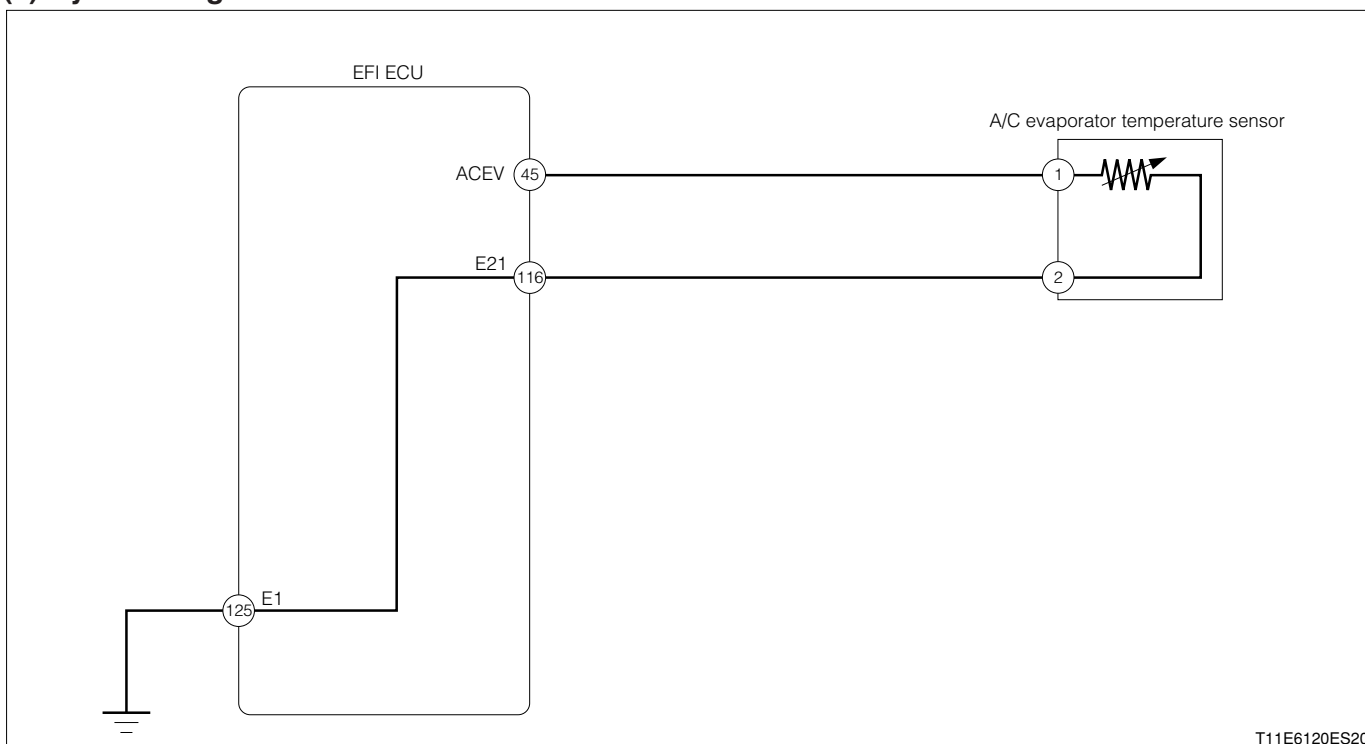 EFI ECU
A/C evaporator temperature sensor
ACEV 45 1
E21 116 2
125 E1
T11E6120ES20